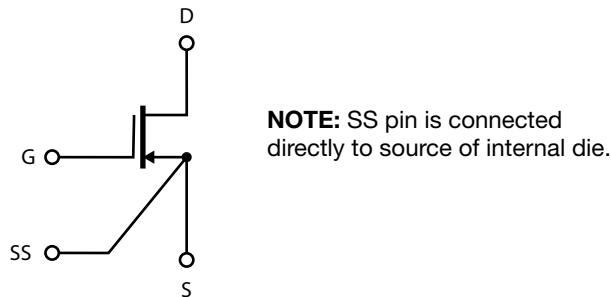 D
NOTE: SS pin is connected
directly to source of internal die.
G
SS
S